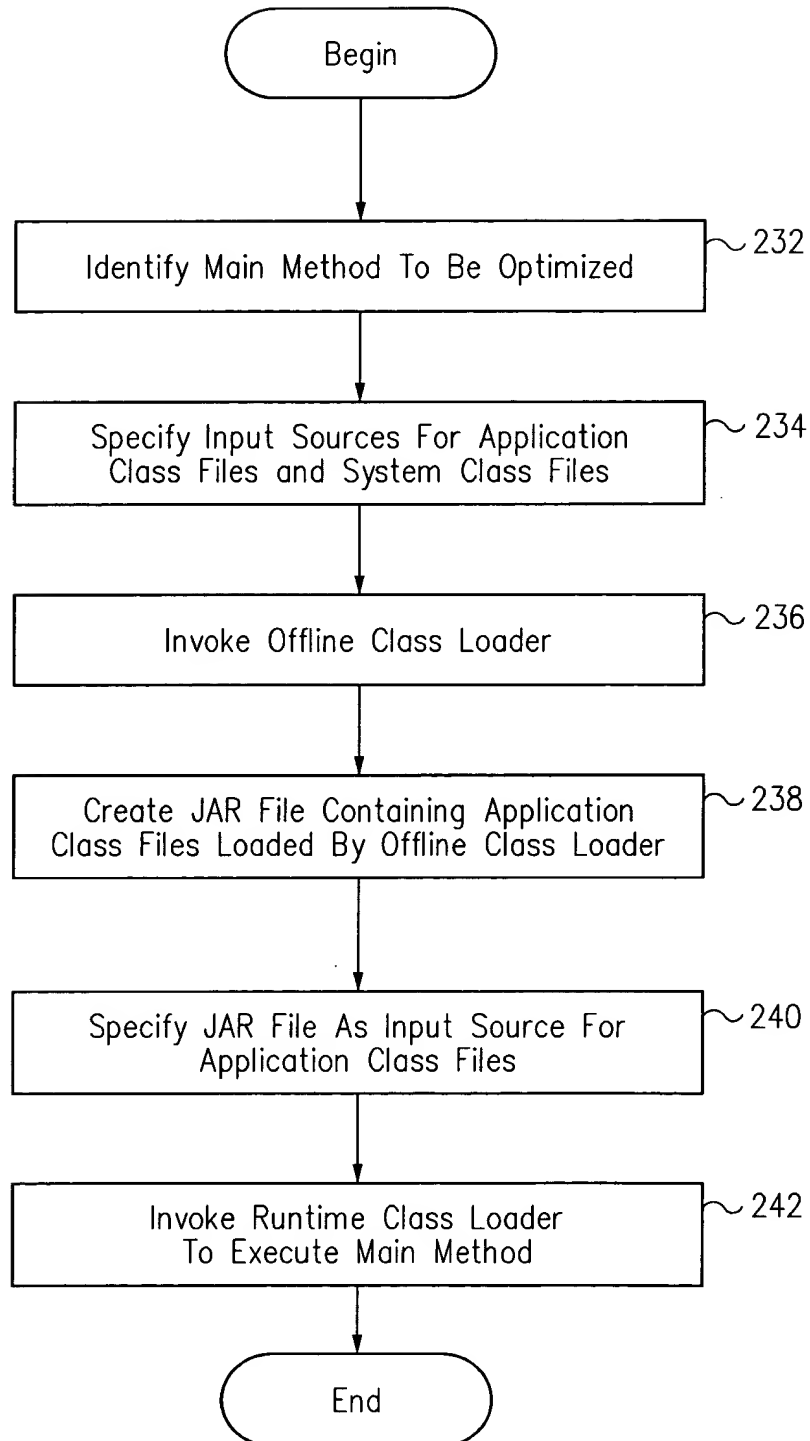 Begin
Identify Main Method To Be Optimized
232
Specify Input Sources For Application
Class Files and System Class Files
234
Invoke Offline Class Loader
236
Create JAR File Containing Application
Class Files Loaded By Offline Class Loader
238
Specify JAR File As Input Source For
Application Class Files
240
Invoke Runtime Class Loader
To Execute Main Method
242
End